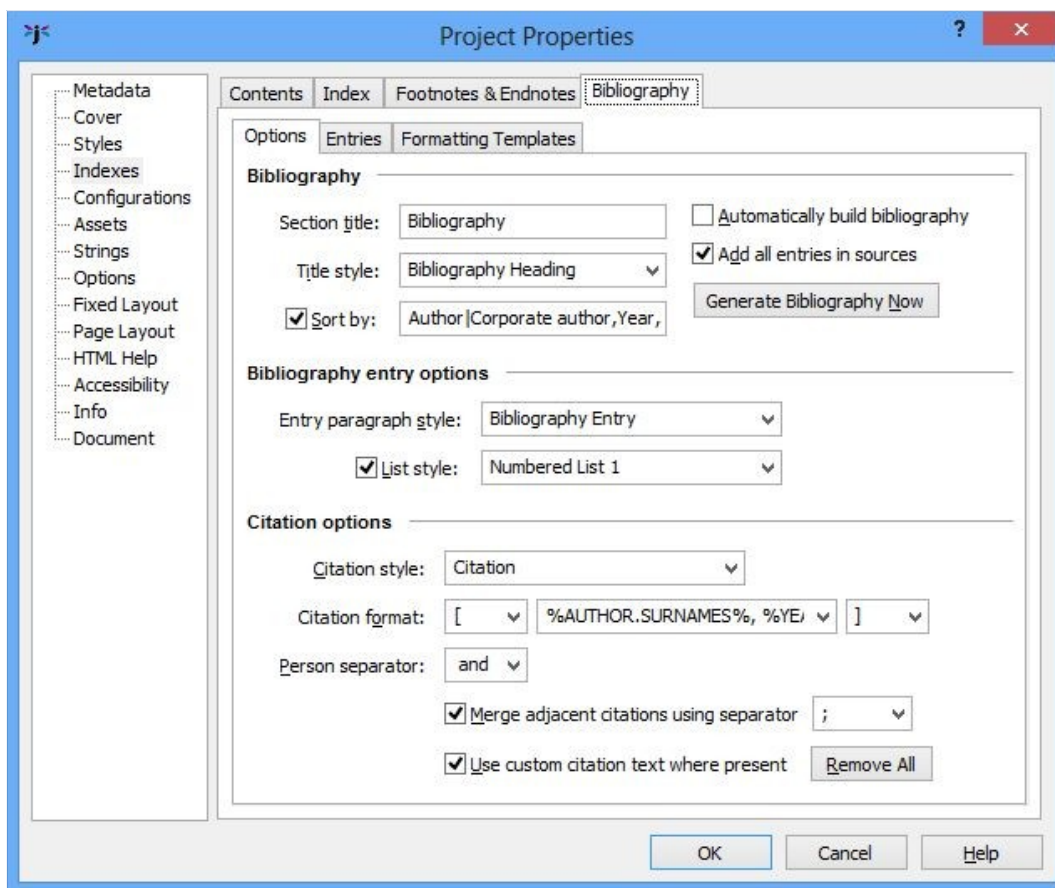 Project Properties
?
Metadata
Cover
Styles
Indexes
Configurations
Assets
Strings
Options
Fixed Layout
Page Layout
HTML Help
Accessibility
Info
Document
Contents Index Footnotes & Endnotes Bibliography
Options Entries Formatting Templates
Bibliography
Section title: Bibliography
Automatically build bibliography
Title style: Bibliography Heading
Add all entries in sources
Sort by: Author|Corporate author,Year,
Generate Bibliography Now
Bibliography entry options
Entry paragraph style: Bibliography Entry
List style: Numbered List 1
Citation options
Citation style: Citation
Citation format: [ %AUTHOR.SURNAMES%, %YE ]
Person separator: and
Merge adjacent citations using separator ;
Use custom citation text where present Remove All
OK Cancel Help